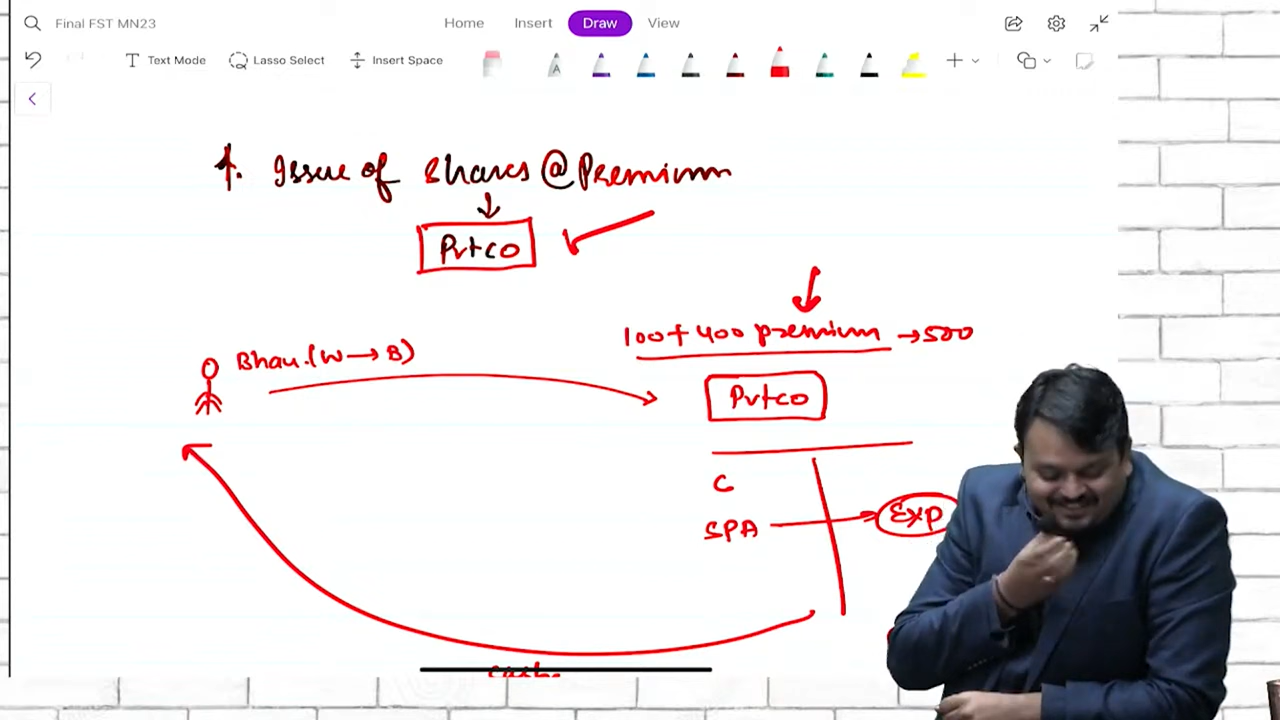 Final FST MN23
Home Insert Draw View
Text Mode Lasso Select Insert Space
A
1. Issue of Shares @ Premium
Pvtco
100 + 400 premium → 500
Bhau. (W → B)
Pvtco
C
SPA → Exp